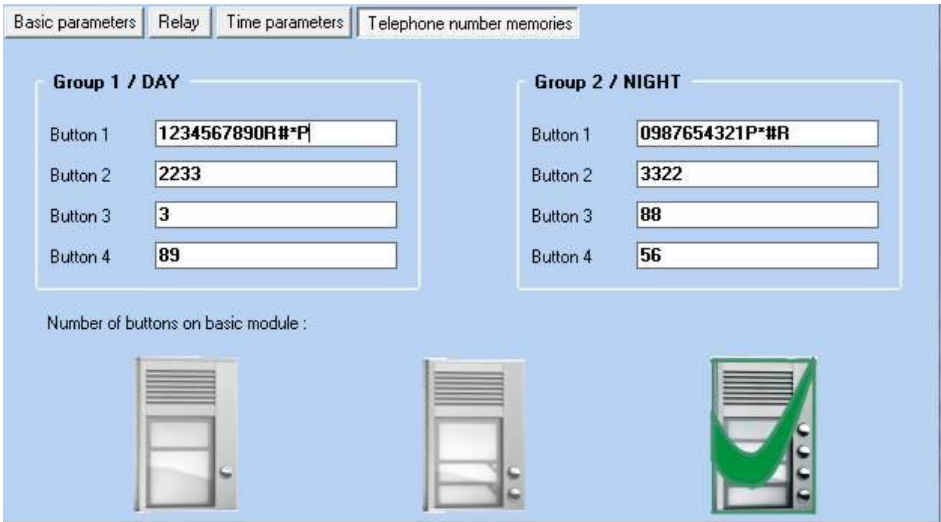 Basic parameters Relay Time parameters Telephone number memories
Group 1 / DAY
Button 1 1234567890R#*P
Button 2 2233
Button 3 3
Button 4 89
Group 2 / NIGHT
Button 1 0987654321P*#R
Button 2 3322
Button 3 88
Button 4 56
Number of buttons on basic module :